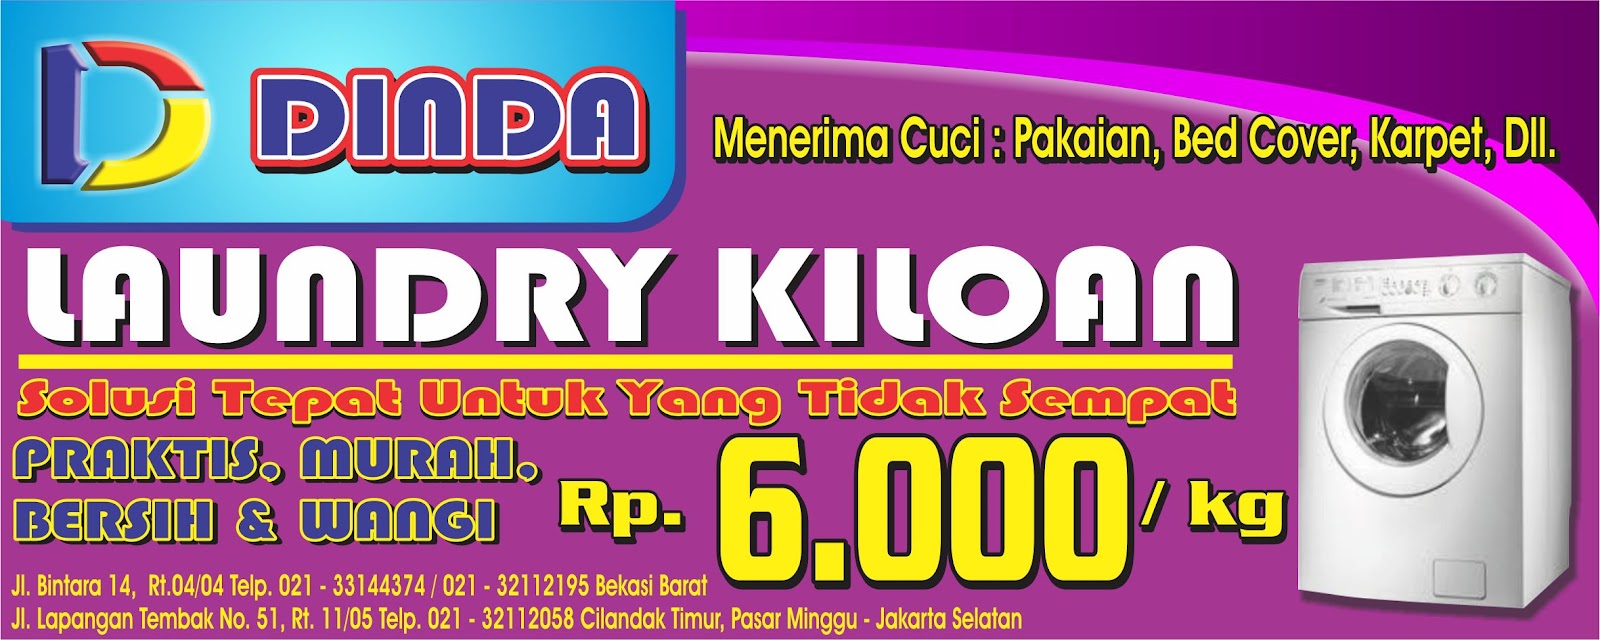 DINDA
Menerima Cuci : Pakaian, Bed Cover, Karpet, Dll.
LAUNDRY KILOAN
Solusi Tepat Untuk Yang Tidak Sempat
PRAKTIS, MURAH,
BERSIH & WANGI
Rp. 6.000 / kg
Jl. Bintara 14, Rt.04/04 Telp. 021 - 33144374 / 021 - 32112195 Bekasi Barat
Jl. Lapangan Tembak No. 51, Rt. 11/05 Telp. 021 - 32112058 Cilandak Timur, Pasar Minggu - Jakarta Selatan